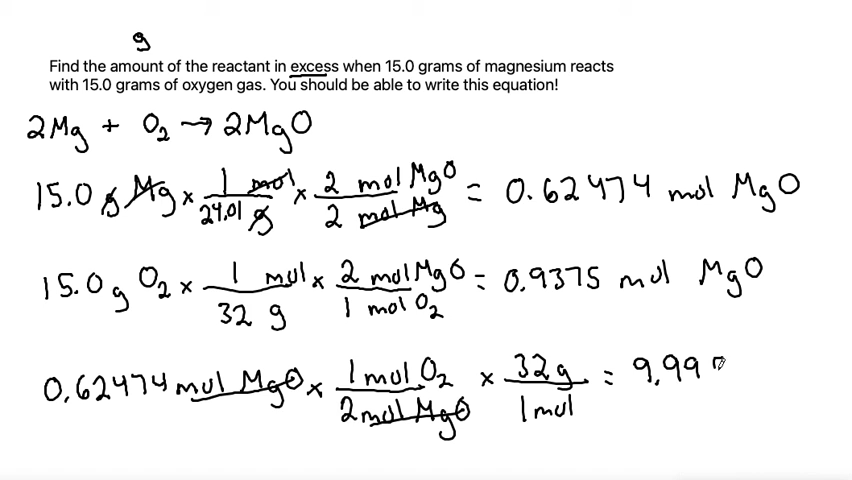 g
Find the amount of the reactant in excess when 15.0 grams of magnesium reacts
with 15.0 grams of oxygen gas. You should be able to write this equation!
2Mg + O₂ → 2MgO
15.0 g Mg × 1 mol / 24.01 g × 2 mol MgO / 2 mol Mg = 0.62474 mol MgO
15.0 g O₂ × 1 mol / 32 g × 2 mol MgO / 1 mol O₂ = 0.9375 mol MgO
0.62474 mol MgO × 1 mol O₂ / 2 mol MgO × 32 g / 1 mol = 9.99